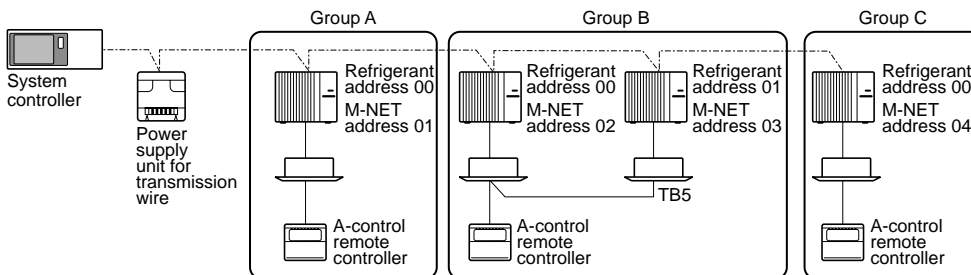 Group A
Group B
Group C
System
controller
Power
supply
unit for
transmission
wire
Refrigerant
address 00
M-NET
address 01
Refrigerant
address 00
M-NET
address 02
Refrigerant
address 01
M-NET
address 03
Refrigerant
address 00
M-NET
address 04
TB5
A-control
remote
controller
A-control
remote
controller
A-control
remote
controller